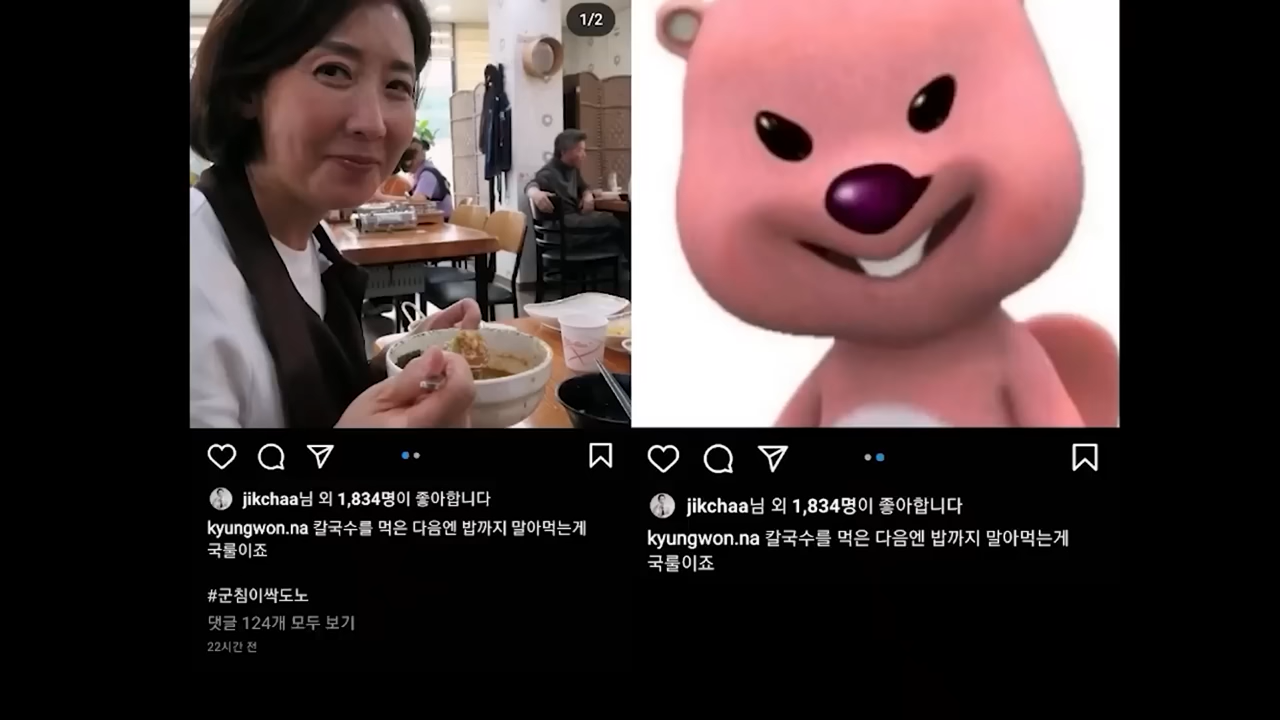 1/2
jikchaa님 외 1,834명이 좋아합니다
kyungwon.na 칼국수를 먹은 다음엔 밥까지 말아먹는게
국룰이죠
#군침이싹도노
댓글 124개 모두 보기
22시간 전
jikchaa님 외 1,834명이 좋아합니다
kyungwon.na 칼국수를 먹은 다음엔 밥까지 말아먹는게
국룰이죠